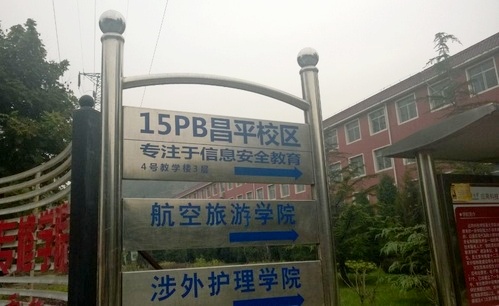 15PB昌平校区
专注于信息安全教育
4号教学楼3层
航空旅游学院
涉外护理学院